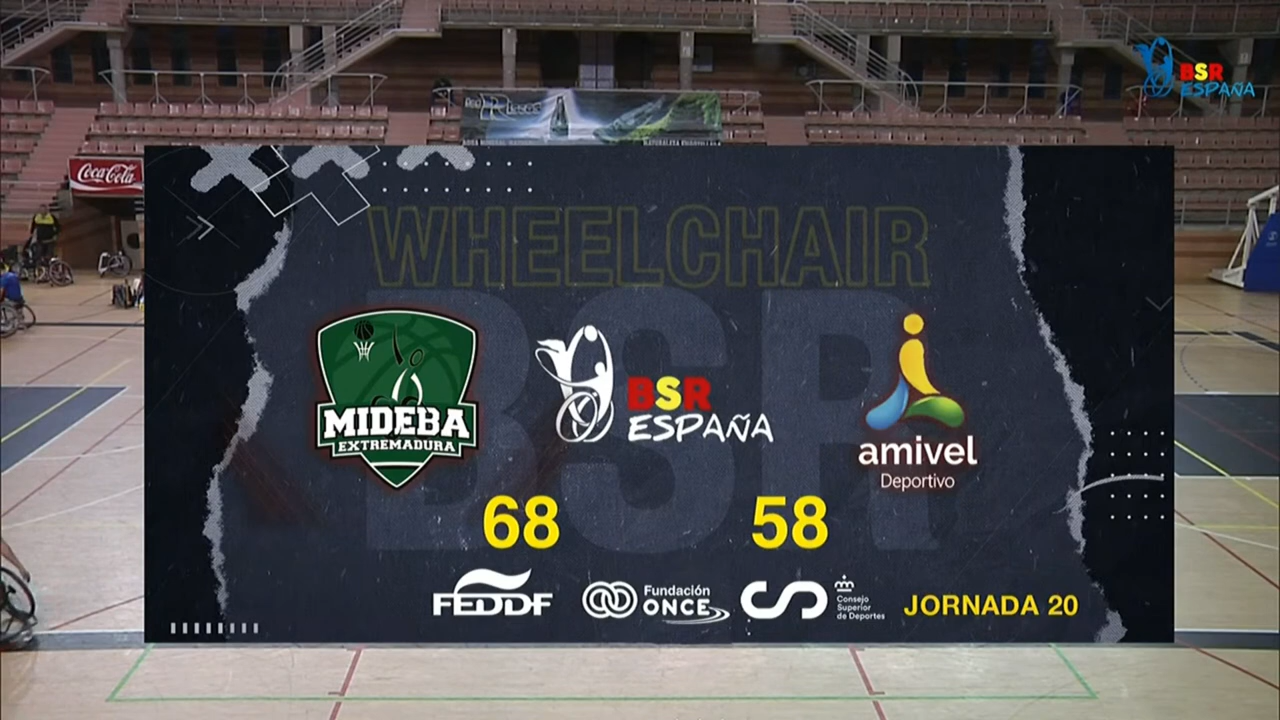 BSR
ESPAÑA
Coca-Cola
WHEELCHAIR
BSR
MIDEBA
EXTREMADURA
BSR
ESPAÑA
amivel
Deportivo
68
58
FEDDF
Fundación
ONCE
Consejo
Superior
de Deportes
JORNADA 20